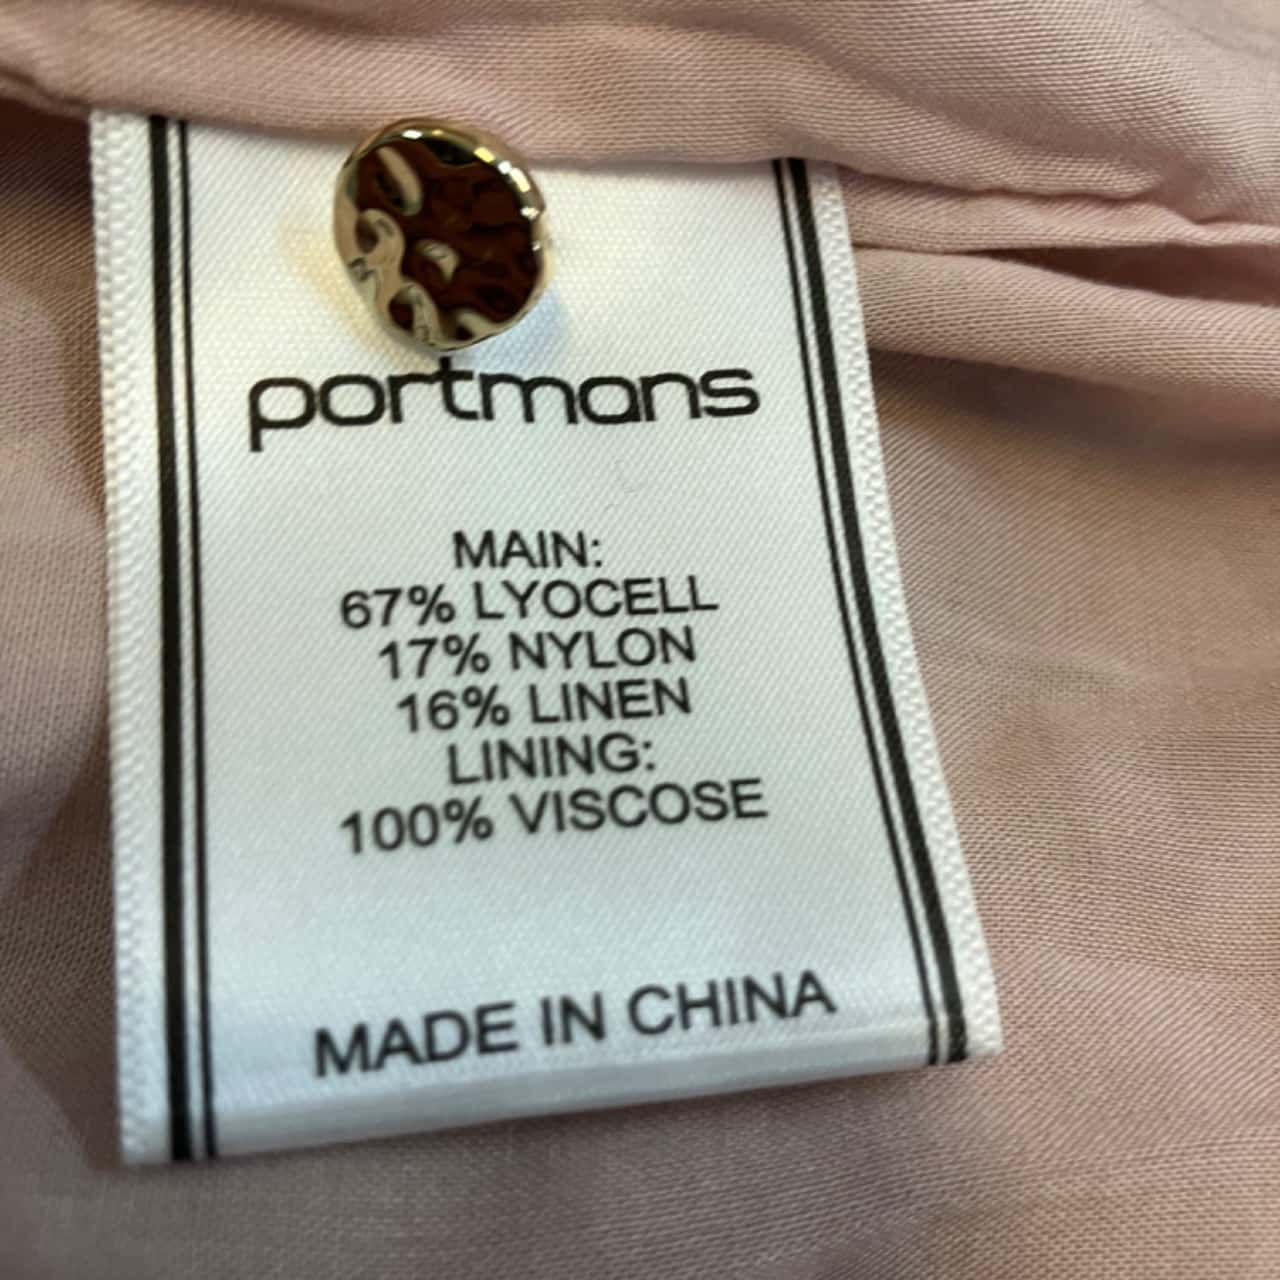 portmans
MAIN:
67% LYOCELL
17% NYLON
16% LINEN
LINING:
100% VISCOSE
MADE IN CHINA